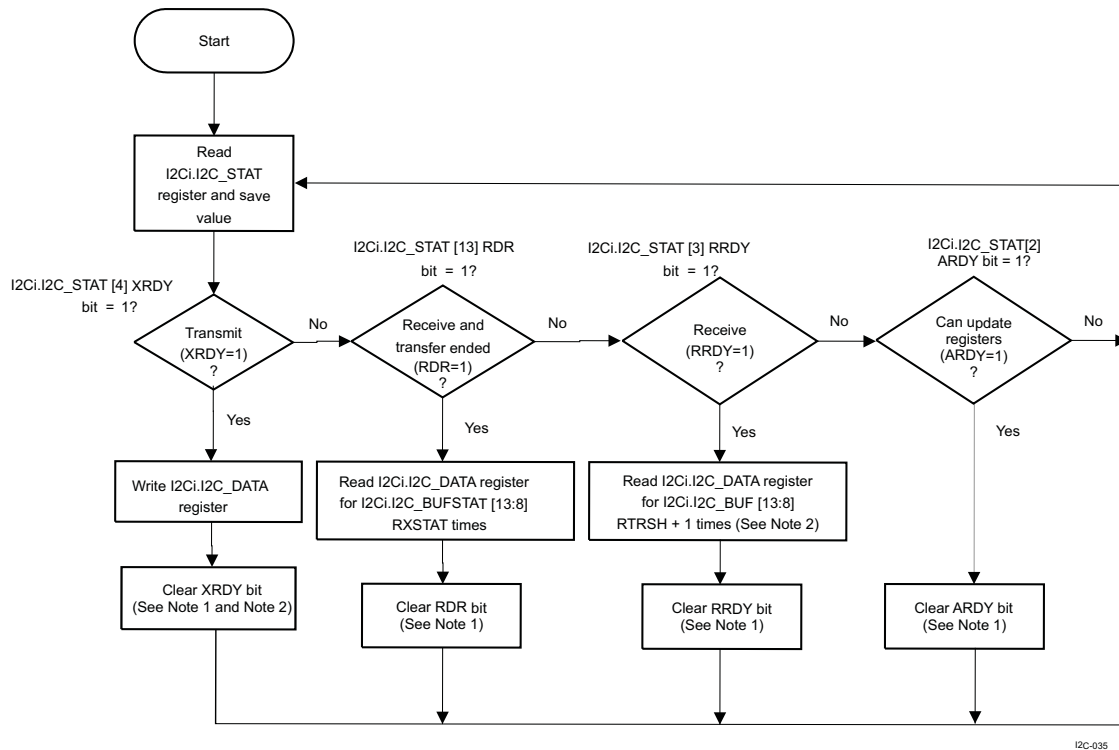 Start
Read
I2Ci.I2C_STAT
register and save
value
I2Ci.I2C_STAT [4] XRDY
bit = 1?
I2Ci.I2C_STAT [13] RDR
bit = 1?
I2Ci.I2C_STAT [3] RRDY
bit = 1?
I2Ci.I2C_STAT[2]
ARDY bit = 1?
Transmit
(XRDY=1)
?
No
Receive and
transfer ended
(RDR=1)
?
No
Receive
(RRDY=1)
?
No
Can update
registers
(ARDY=1)
?
No
Yes
Yes
Yes
Yes
Write I2Ci.I2C_DATA
register
Read I2Ci.I2C_DATA register
for I2Ci.I2C_BUFSTAT [13:8]
RXSTAT times
Read I2Ci.I2C_DATA register
for I2Ci.I2C_BUF [13:8]
RTRSH + 1 times (See Note 2)
Clear XRDY bit
(See Note 1 and Note 2)
Clear RDR bit
(See Note 1)
Clear RRDY bit
(See Note 1)
Clear ARDY bit
(See Note 1)
I2C-035